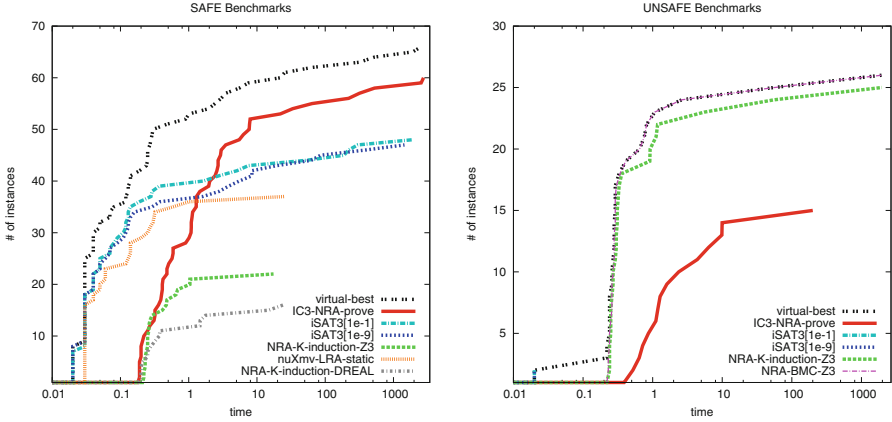 SAFE Benchmarks
# of instances
70
60
50
40
30
20
10
0.01 0.1 1 10 100 1000
time
virtual-best
IC3-NRA-prove
iSAT3[1e-1]
iSAT3[1e-9]
NRA-K-induction-Z3
nuXmv-LRA-static
NRA-K-induction-DREAL
UNSAFE Benchmarks
# of instances
30
25
20
15
10
5
0.01 0.1 1 10 100 1000
time
virtual-best
IC3-NRA-prove
iSAT3[1e-1]
iSAT3[1e-9]
NRA-K-induction-Z3
NRA-BMC-Z3